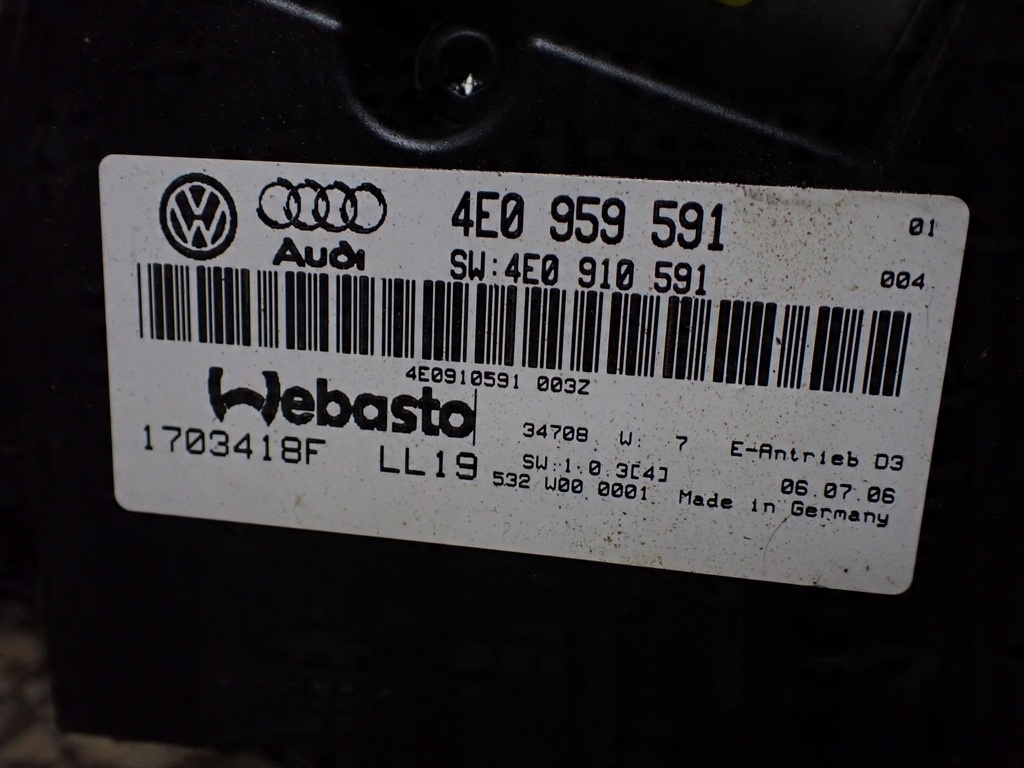 4E0 959 591 01
Audi SW:4E0 910 591 004
4E0910591 003Z
Webasto 34708 W: 7 E-Antrieb D3
1703418F LL19 SW:1.0.3[4] 06.07.06
532 W00 0001 Made in Germany